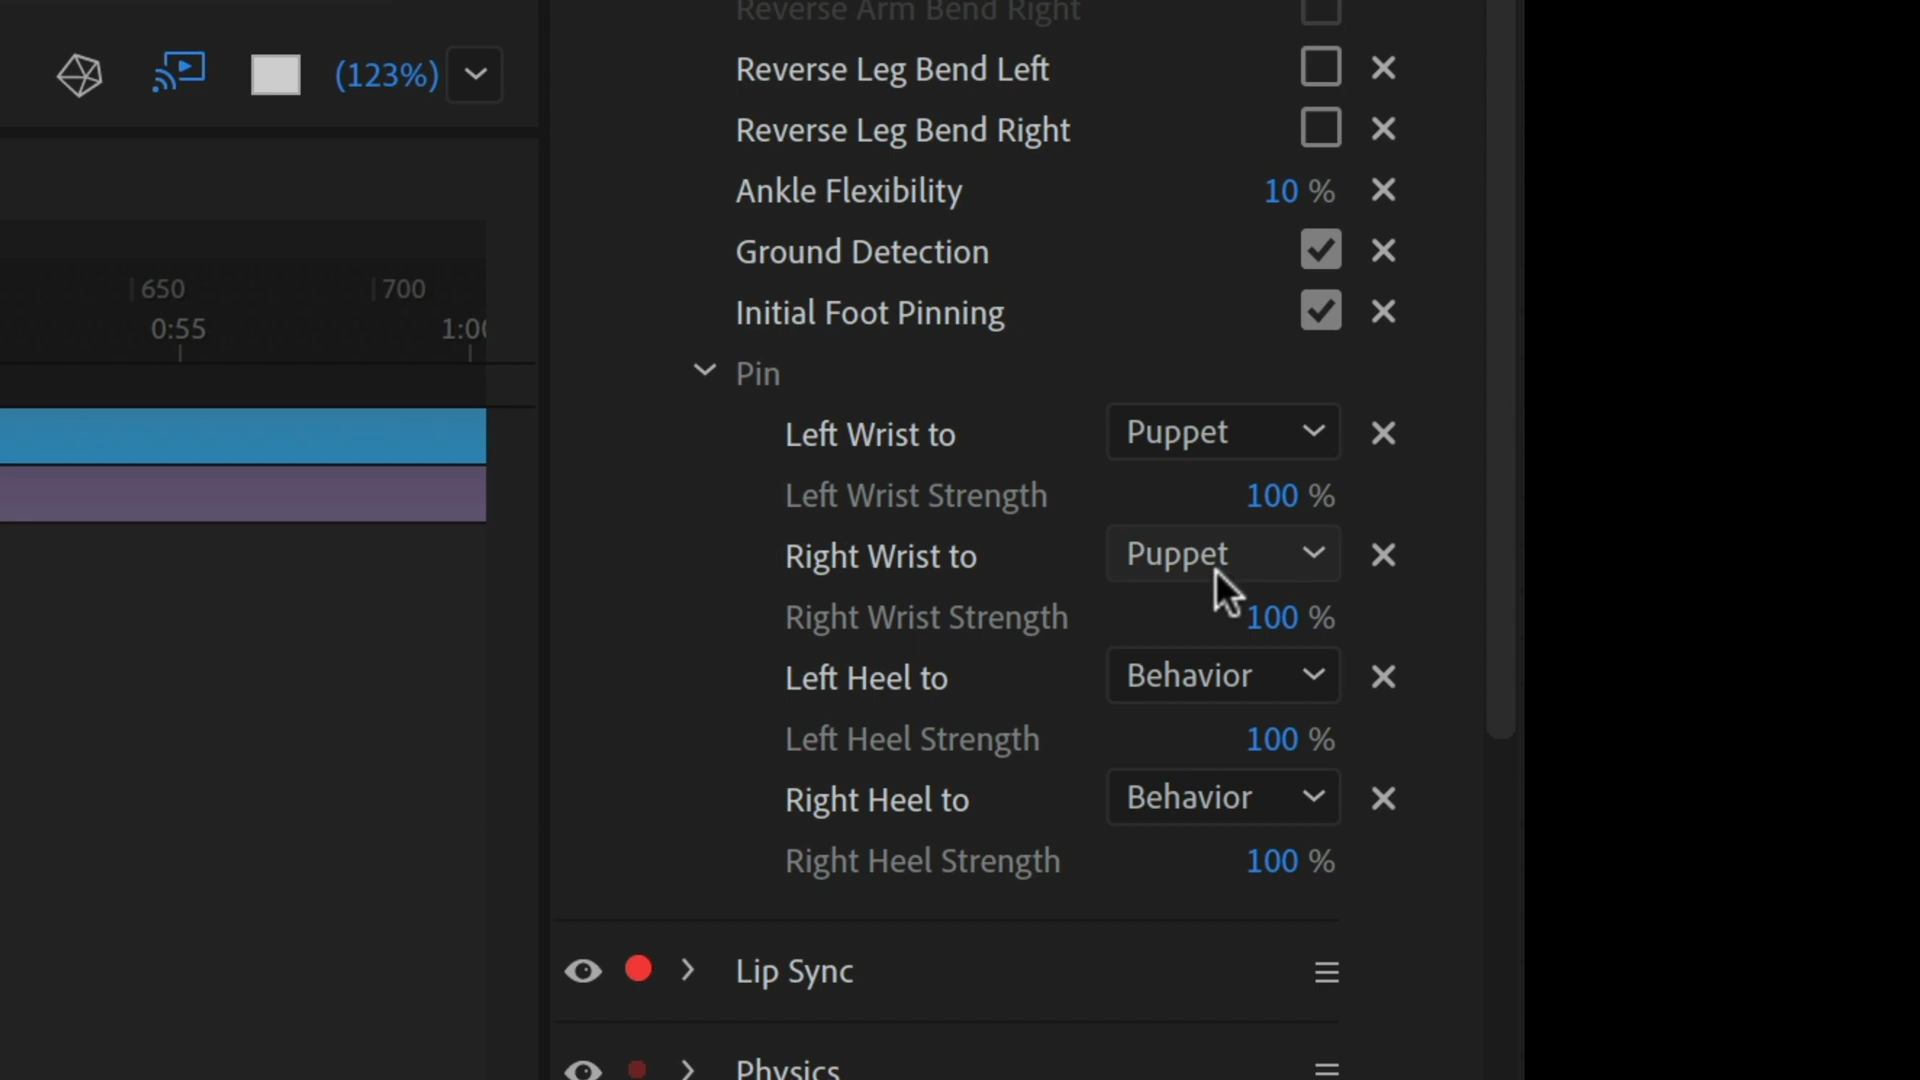 Reverse Arm Bend Right
(123%)
Reverse Leg Bend Left
Reverse Leg Bend Right
Ankle Flexibility 10 %
Ground Detection
650 700
Initial Foot Pinning
0:55 1:00
Pin
Left Wrist to Puppet
Left Wrist Strength 100 %
Right Wrist to Puppet
Right Wrist Strength 100 %
Left Heel to Behavior
Left Heel Strength 100 %
Right Heel to Behavior
Right Heel Strength 100 %
Lip Sync
Physics